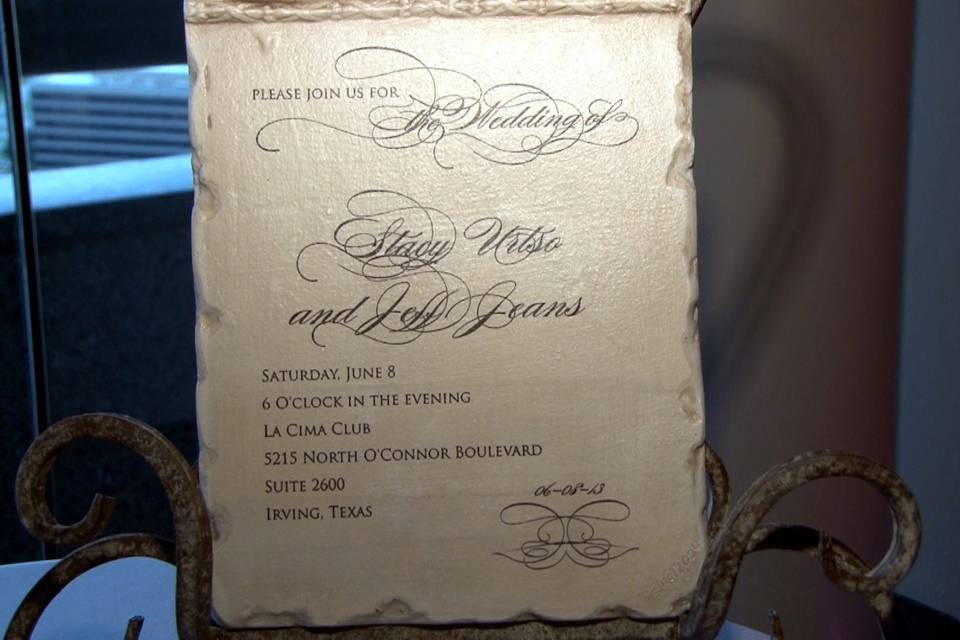 PLEASE JOIN US FOR the Wedding of
Stacy Urtso
and Jeff Jeans
SATURDAY, JUNE 8
6 O'CLOCK IN THE EVENING
LA CIMA CLUB
5215 NORTH O'CONNOR BOULEVARD
SUITE 2600
IRVING, TEXAS
06-08-13